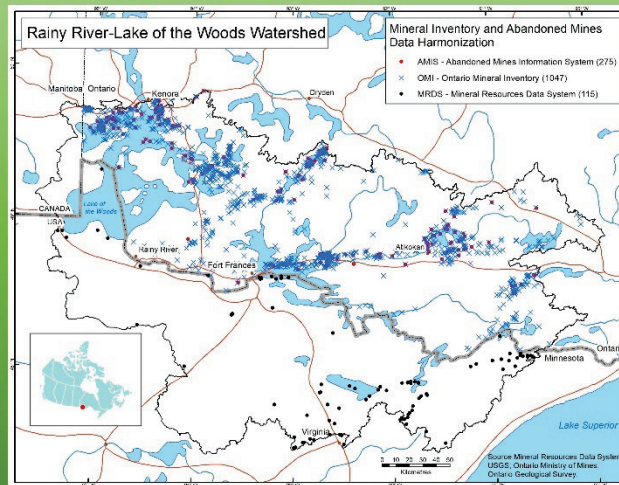 Rainy River-Lake of the Woods Watershed
Mineral Inventory and Abandoned Mines
Data Harmonization
AMIS - Abandoned Mines Information System (275)
OMI - Ontario Mineral Inventory (1047)
MRDS - Mineral Resources Data System (115)
Manitoba
Ontario
Kenora
Dryden
CANADA
USA
Lake of
the Woods
Rainy River
Fort Frances
Atikokan
Ontario
Minnesota
Virginia
Lake Superior
0 10 20 30 40 50
Kilometres
Source Mineral Resources Data System
USGS, Ontario Ministry of Mines.
Ontario Geological Survey.